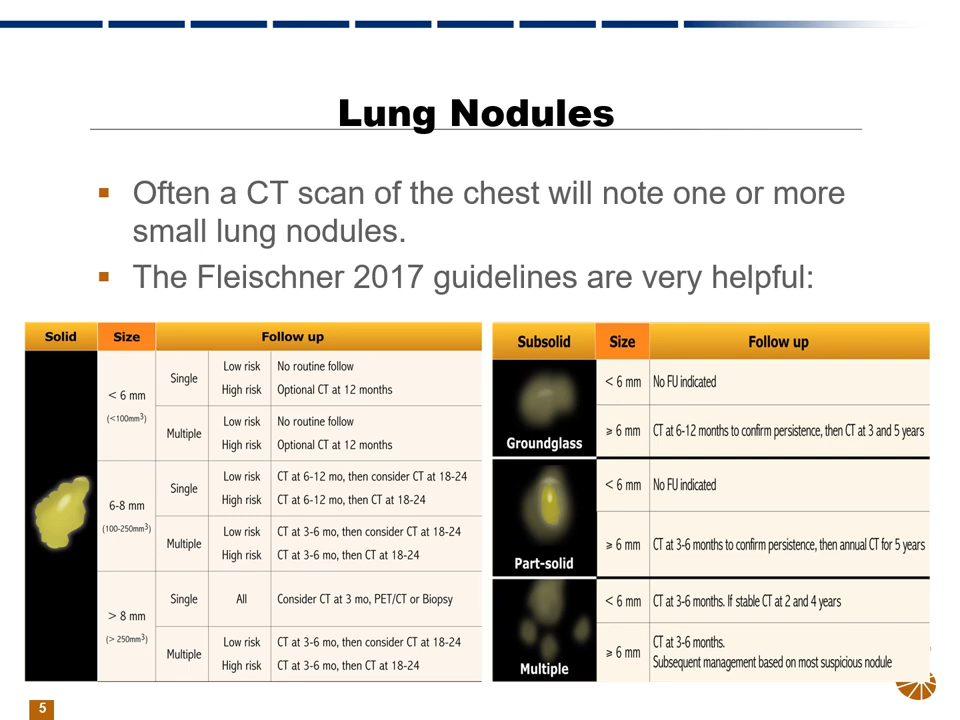 Lung Nodules
▪ Often a CT scan of the chest will note one or more
small lung nodules.
▪ The Fleischner 2017 guidelines are very helpful:
Solid Size Follow up
< 6 mm
(<100mm3)
Single Low risk No routine follow
High risk Optional CT at 12 months
Multiple Low risk No routine follow
High risk Optional CT at 12 months
6-8 mm
(100-250mm3)
Single Low risk CT at 6-12 mo, then consider CT at 18-24
High risk CT at 6-12 mo, then CT at 18-24
Multiple Low risk CT at 3-6 mo, then consider CT at 18-24
High risk CT at 3-6 mo, then CT at 18-24
> 8 mm
(> 250mm3)
Single All Consider CT at 3 mo, PET/CT or Biopsy
Multiple Low risk CT at 3-6 mo, then consider CT at 18-24
High risk CT at 3-6 mo, then CT at 18-24
Subsolid Size Follow up
Groundglass
< 6 mm No FU indicated
≥ 6 mm CT at 6-12 months to confirm persistence, then CT at 3 and 5 years
Part-solid
< 6 mm No FU indicated
≥ 6 mm CT at 3-6 months to confirm persistence, then annual CT for 5 years
Multiple
< 6 mm CT at 3-6 months. If stable CT at 2 and 4 years
≥ 6 mm CT at 3-6 months.
Subsequent management based on most suspicious nodule
5